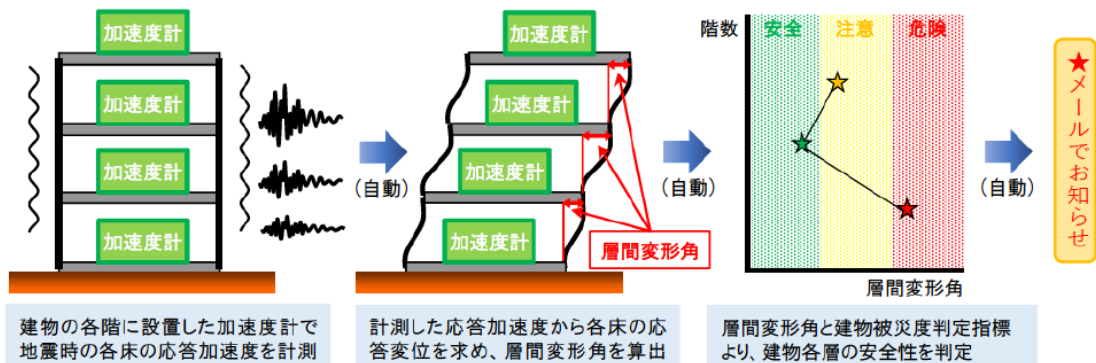 加速度計
加速度計
加速度計
加速度計
建物の各階に設置した加速度計で
地震時の各床の応答加速度を計測
(自動)
加速度計
加速度計
加速度計
加速度計
層間変形角
計測した応答加速度から各床の応
答変位を求め、層間変形角を算出
(自動)
階数
安全
注意
危険
層間変形角
層間変形角と建物被災度判定指標
より、建物各層の安全性を判定
(自動)
★メールでお知らせ